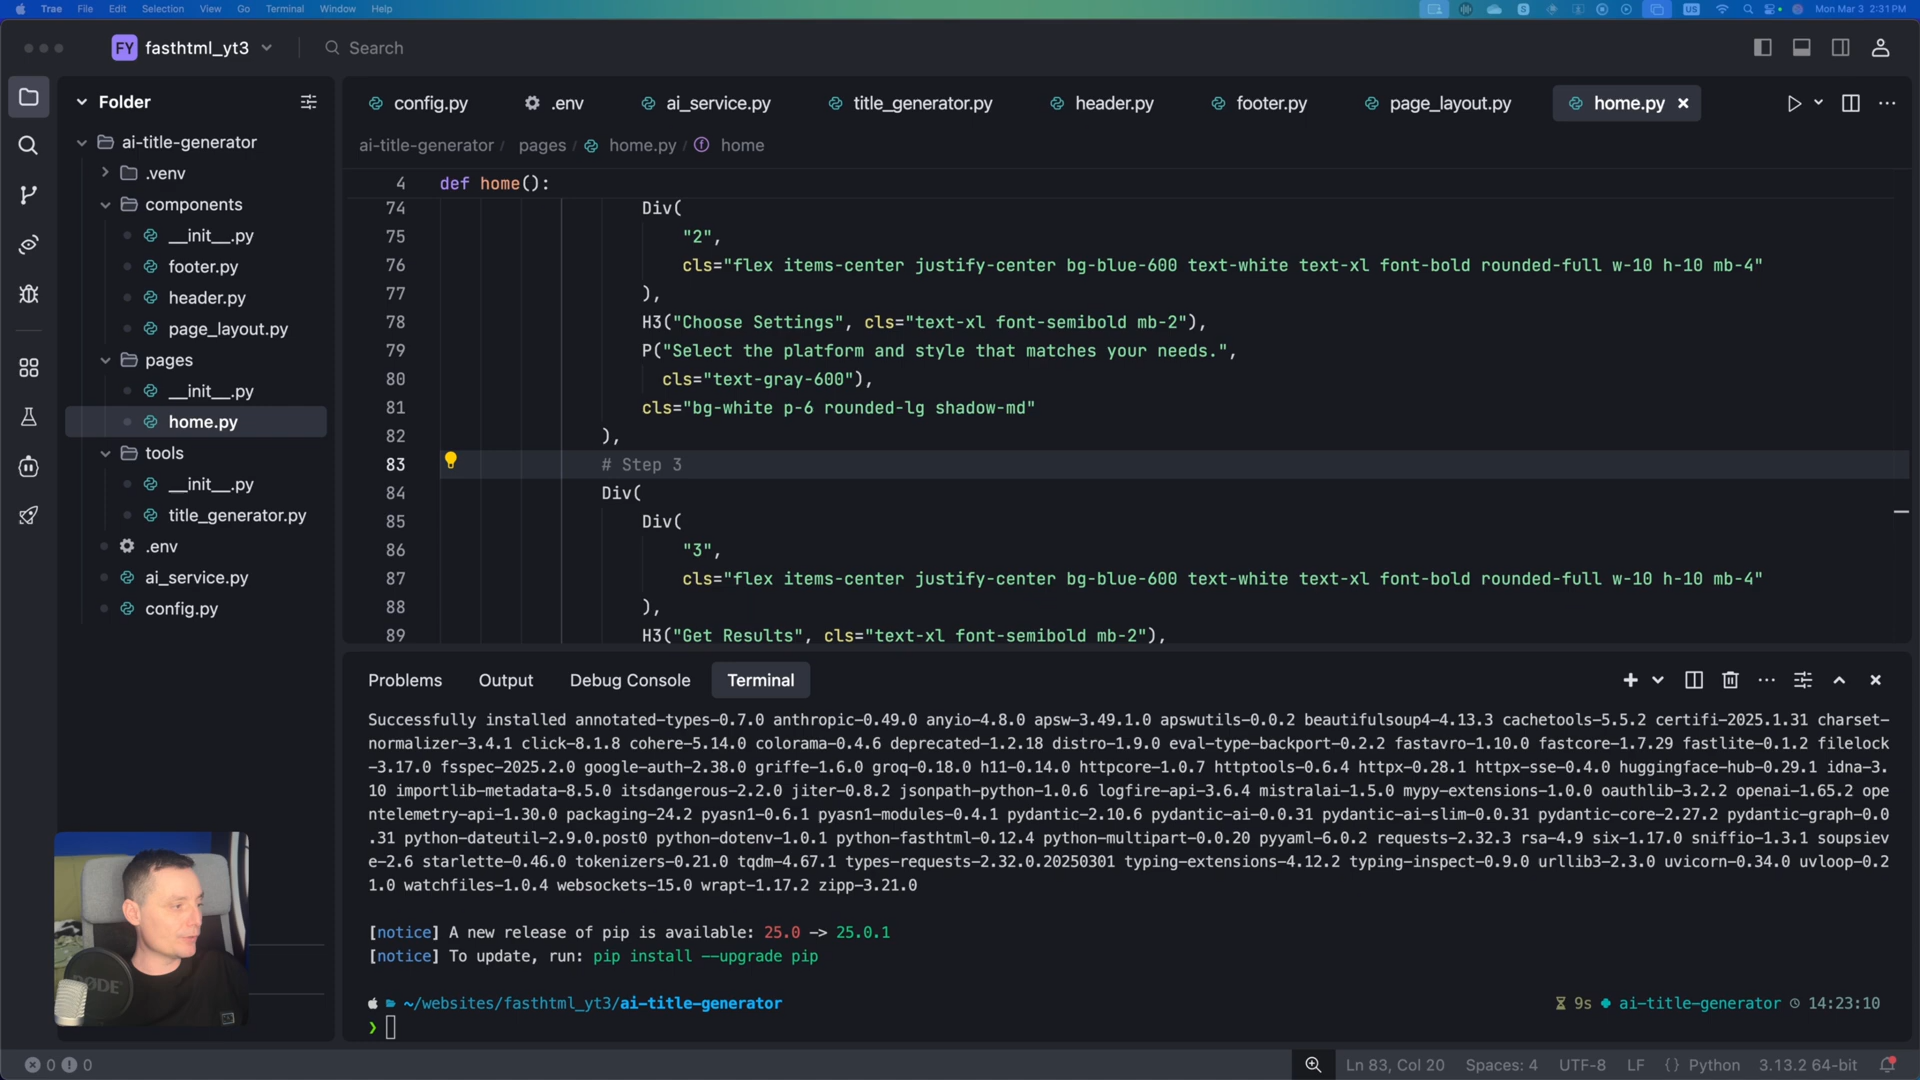 Trae File Edit Selection View Go Terminal Window Help
US Mon Mar 3 2:31 PM
FY fasthtml_yt3 Search
Folder
ai-title-generator
.venv
components
__init__.py
footer.py
header.py
page_layout.py
pages
__init__.py
home.py
tools
__init__.py
title_generator.py
.env
ai_service.py
config.py
config.py .env ai_service.py title_generator.py header.py footer.py page_layout.py home.py
ai-title-generator / pages / home.py / home
4 def home():
74 Div(
75 "2",
76 cls="flex items-center justify-center bg-blue-600 text-white text-xl font-bold rounded-full w-10 h-10 mb-4"
77 ),
78 H3("Choose Settings", cls="text-xl font-semibold mb-2"),
79 P("Select the platform and style that matches your needs.",
80 cls="text-gray-600"),
81 cls="bg-white p-6 rounded-lg shadow-md"
82 ),
83 # Step 3
84 Div(
85 Div(
86 "3",
87 cls="flex items-center justify-center bg-blue-600 text-white text-xl font-bold rounded-full w-10 h-10 mb-4"
88 ),
89 H3("Get Results", cls="text-xl font-semibold mb-2"),
Problems Output Debug Console Terminal
Successfully installed annotated-types-0.7.0 anthropic-0.49.0 anyio-4.8.0 apsw-3.49.1.0 apswutils-0.0.2 beautifulsoup4-4.13.3 cachetools-5.5.2 certifi-2025.1.31 charset-
normalizer-3.4.1 click-8.1.8 cohere-5.14.0 colorama-0.4.6 deprecated-1.2.18 distro-1.9.0 eval-type-backport-0.2.2 fastavro-1.10.0 fastcore-1.7.29 fastlite-0.1.2 filelock
-3.17.0 fsspec-2025.2.0 google-auth-2.38.0 griffe-1.6.0 groq-0.18.0 h11-0.14.0 httpcore-1.0.7 httptools-0.6.4 httpx-0.28.1 httpx-sse-0.4.0 huggingface-hub-0.29.1 idna-3.
10 importlib-metadata-8.5.0 itsdangerous-2.2.0 jiter-0.8.2 jsonpath-python-1.0.6 logfire-api-3.6.4 mistralai-1.5.0 mypy-extensions-1.0.0 oauthlib-3.2.2 openai-1.65.2 ope
ntelemetry-api-1.30.0 packaging-24.2 pyasn1-0.6.1 pyasn1-modules-0.4.1 pydantic-2.10.6 pydantic-ai-0.0.31 pydantic-ai-slim-0.0.31 pydantic-core-2.27.2 pydantic-graph-0.0
.31 python-dateutil-2.9.0.post0 python-dotenv-1.0.1 python-fasthtml-0.12.4 python-multipart-0.0.20 pyyaml-6.0.2 requests-2.32.3 rsa-4.9 six-1.17.0 sniffio-1.3.1 soupsiev
e-2.6 starlette-0.46.0 tokenizers-0.21.0 tqdm-4.67.1 types-requests-2.32.0.20250301 typing-extensions-4.12.2 typing-inspect-0.9.0 urllib3-2.3.0 uvicorn-0.34.0 uvloop-0.2
1.0 watchfiles-1.0.4 websockets-15.0 wrapt-1.17.2 zipp-3.21.0
[notice] A new release of pip is available: 25.0 -> 25.0.1
[notice] To update, run: pip install --upgrade pip
~/websites/fasthtml_yt3/ai-title-generator 9s ai-title-generator 14:23:10
❯
RØDE
0 0 Ln 83, Col 20 Spaces: 4 UTF-8 LF {} Python 3.13.2 64-bit